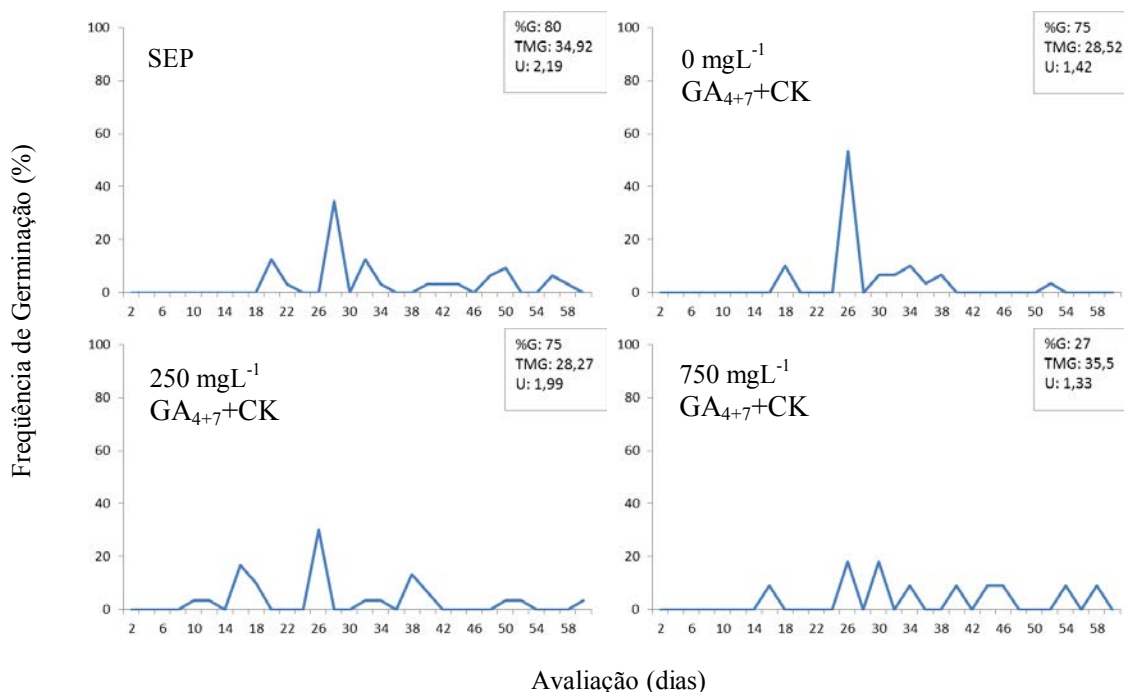 Freqüência de Germinação (%)
SEP
%G: 80
TMG: 34,92
U: 2,19
100
80
60
40
20
0
2 6 10 14 18 22 26 30 34 38 42 46 50 54 58
0 mgL⁻¹
GA₄₊₇+CK
%G: 75
TMG: 28,52
U: 1,42
100
80
60
40
20
0
2 6 10 14 18 22 26 30 34 38 42 46 50 54 58
250 mgL⁻¹
GA₄₊₇+CK
%G: 75
TMG: 28,27
U: 1,99
100
80
60
40
20
0
2 6 10 14 18 22 26 30 34 38 42 46 50 54 58
750 mgL⁻¹
GA₄₊₇+CK
%G: 27
TMG: 35,5
U: 1,33
100
80
60
40
20
0
2 6 10 14 18 22 26 30 34 38 42 46 50 54 58
Avaliação (dias)